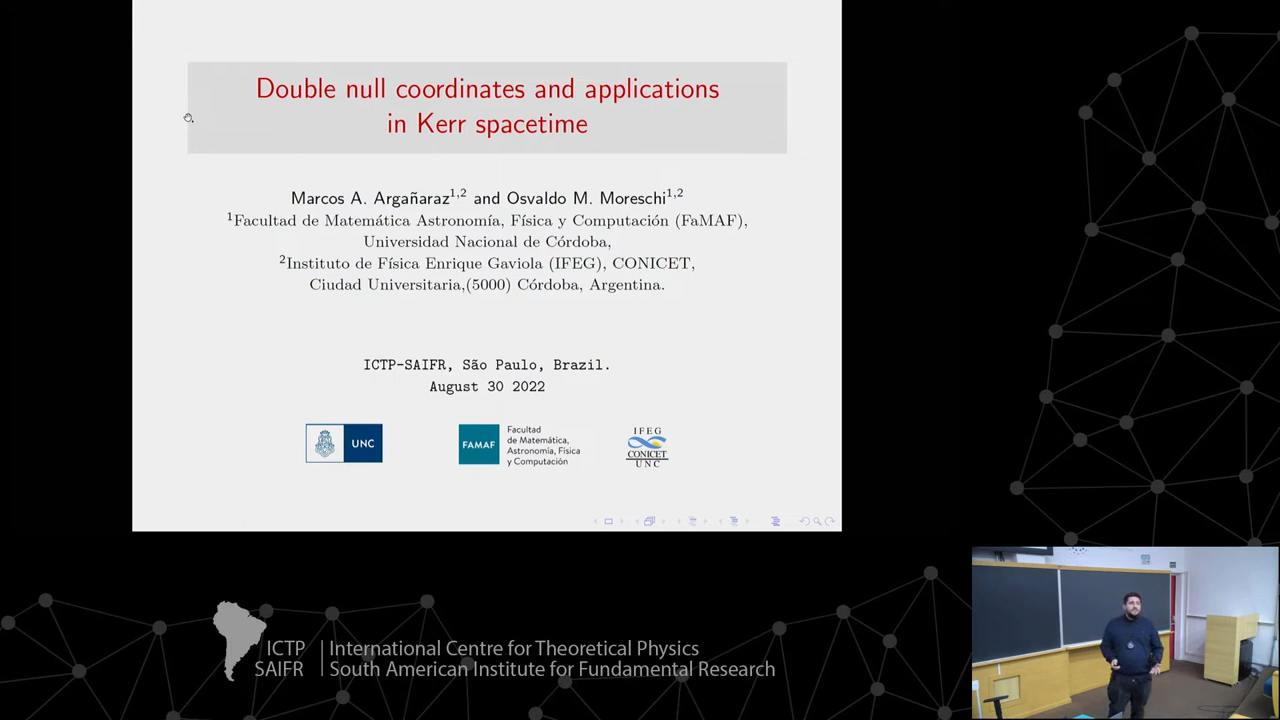 Double null coordinates and applications
in Kerr spacetime
Marcos A. Argañaraz1,2 and Osvaldo M. Moreschi1,2
1Facultad de Matemática Astronomía, Física y Computación (FaMAF),
Universidad Nacional de Córdoba,
2Instituto de Física Enrique Gaviola (IFEG), CONICET,
Ciudad Universitaria,(5000) Córdoba, Argentina.
ICTP-SAIFR, São Paulo, Brazil.
August 30 2022
UNC
FAMAF
Facultad
de Matemática,
Astronomía, Física
y Computación
IFEG
CONICET
UNC
ICTP
SAIFR
International Centre for Theoretical Physics
South American Institute for Fundamental Research